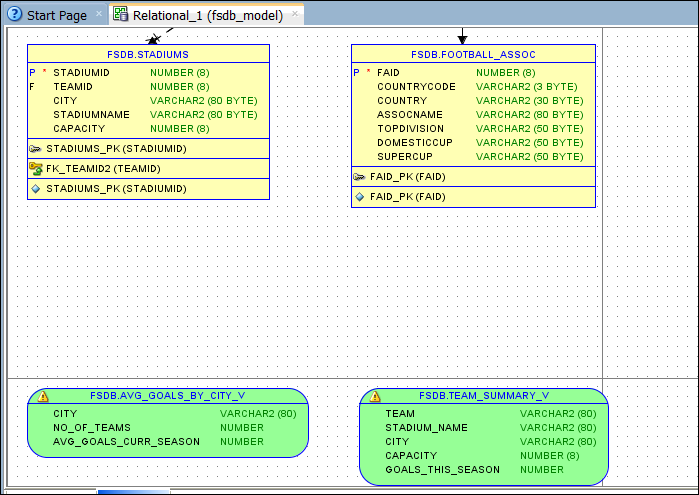 Start Page
Relational_1 (fsdb_model)
FSDB.STADIUMS
P * STADIUMID NUMBER (8)
F TEAMID NUMBER (8)
CITY VARCHAR2 (80 BYTE)
STADIUMNAME VARCHAR2 (80 BYTE)
CAPACITY NUMBER (8)
STADIUMS_PK (STADIUMID)
FK_TEAMID2 (TEAMID)
STADIUMS_PK (STADIUMID)
FSDB.FOOTBALL_ASSOC
P * FAID NUMBER (8)
COUNTRYCODE VARCHAR2 (3 BYTE)
COUNTRY VARCHAR2 (30 BYTE)
ASSOCNAME VARCHAR2 (80 BYTE)
TOPDIVISION VARCHAR2 (50 BYTE)
DOMESTICCUP VARCHAR2 (50 BYTE)
SUPERCUP VARCHAR2 (50 BYTE)
FAID_PK (FAID)
FAID_PK (FAID)
FSDB.AVG_GOALS_BY_CITY_V
CITY VARCHAR2 (80)
NO_OF_TEAMS NUMBER
AVG_GOALS_CURR_SEASON NUMBER
FSDB.TEAM_SUMMARY_V
TEAM VARCHAR2 (80)
STADIUM_NAME VARCHAR2 (80)
CITY VARCHAR2 (80)
CAPACITY NUMBER (8)
GOALS_THIS_SEASON NUMBER